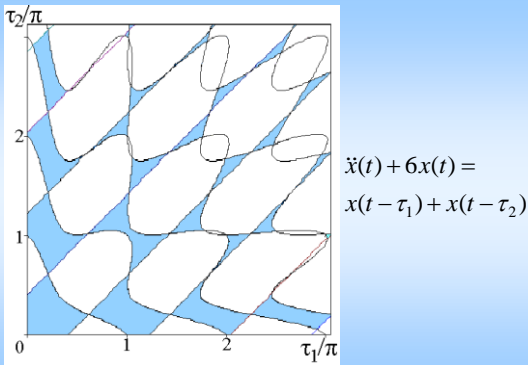 τ₂/π
2
1
0
1
2
τ₁/π
ẍ(t) + 6x(t) =
x(t − τ₁) + x(t − τ₂)